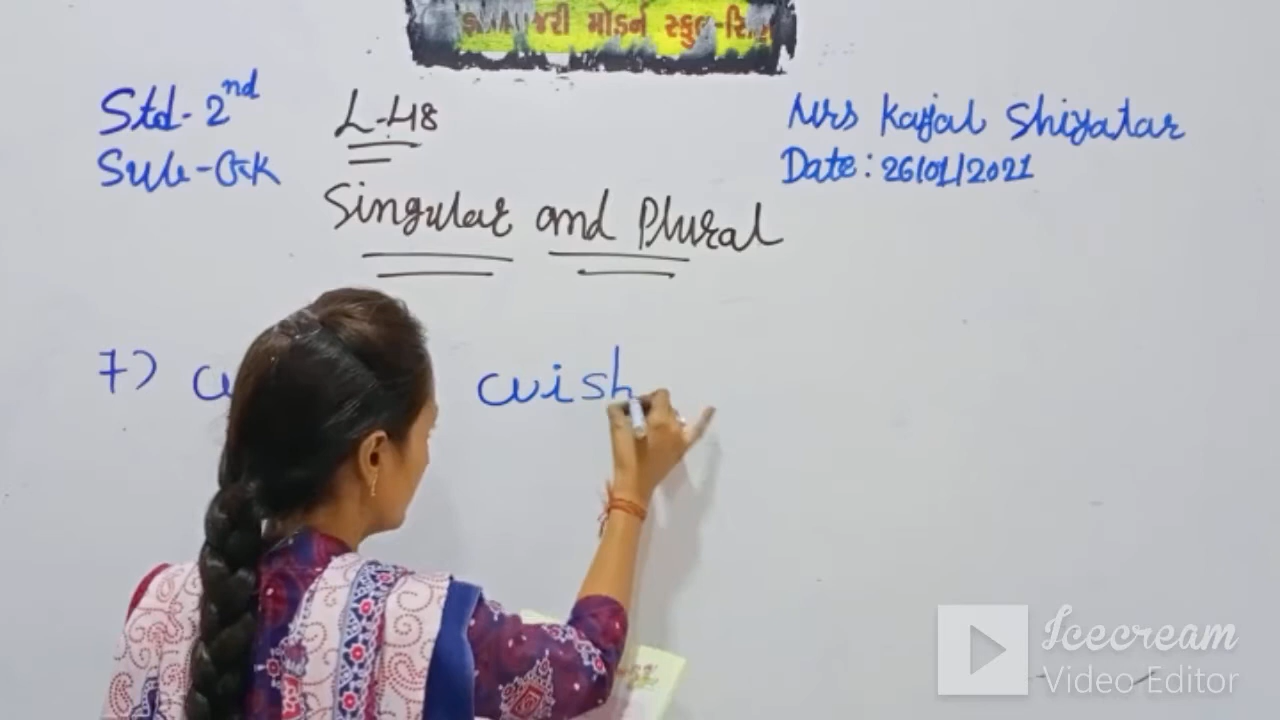 મોડર્ન સ્કુલ
Std- 2nd
L-48
Mrs Kajal Shiyatar
Sub-GK
Date: 26/01/2021
Singular and Plural
7) wish
Icecream
Video Editor